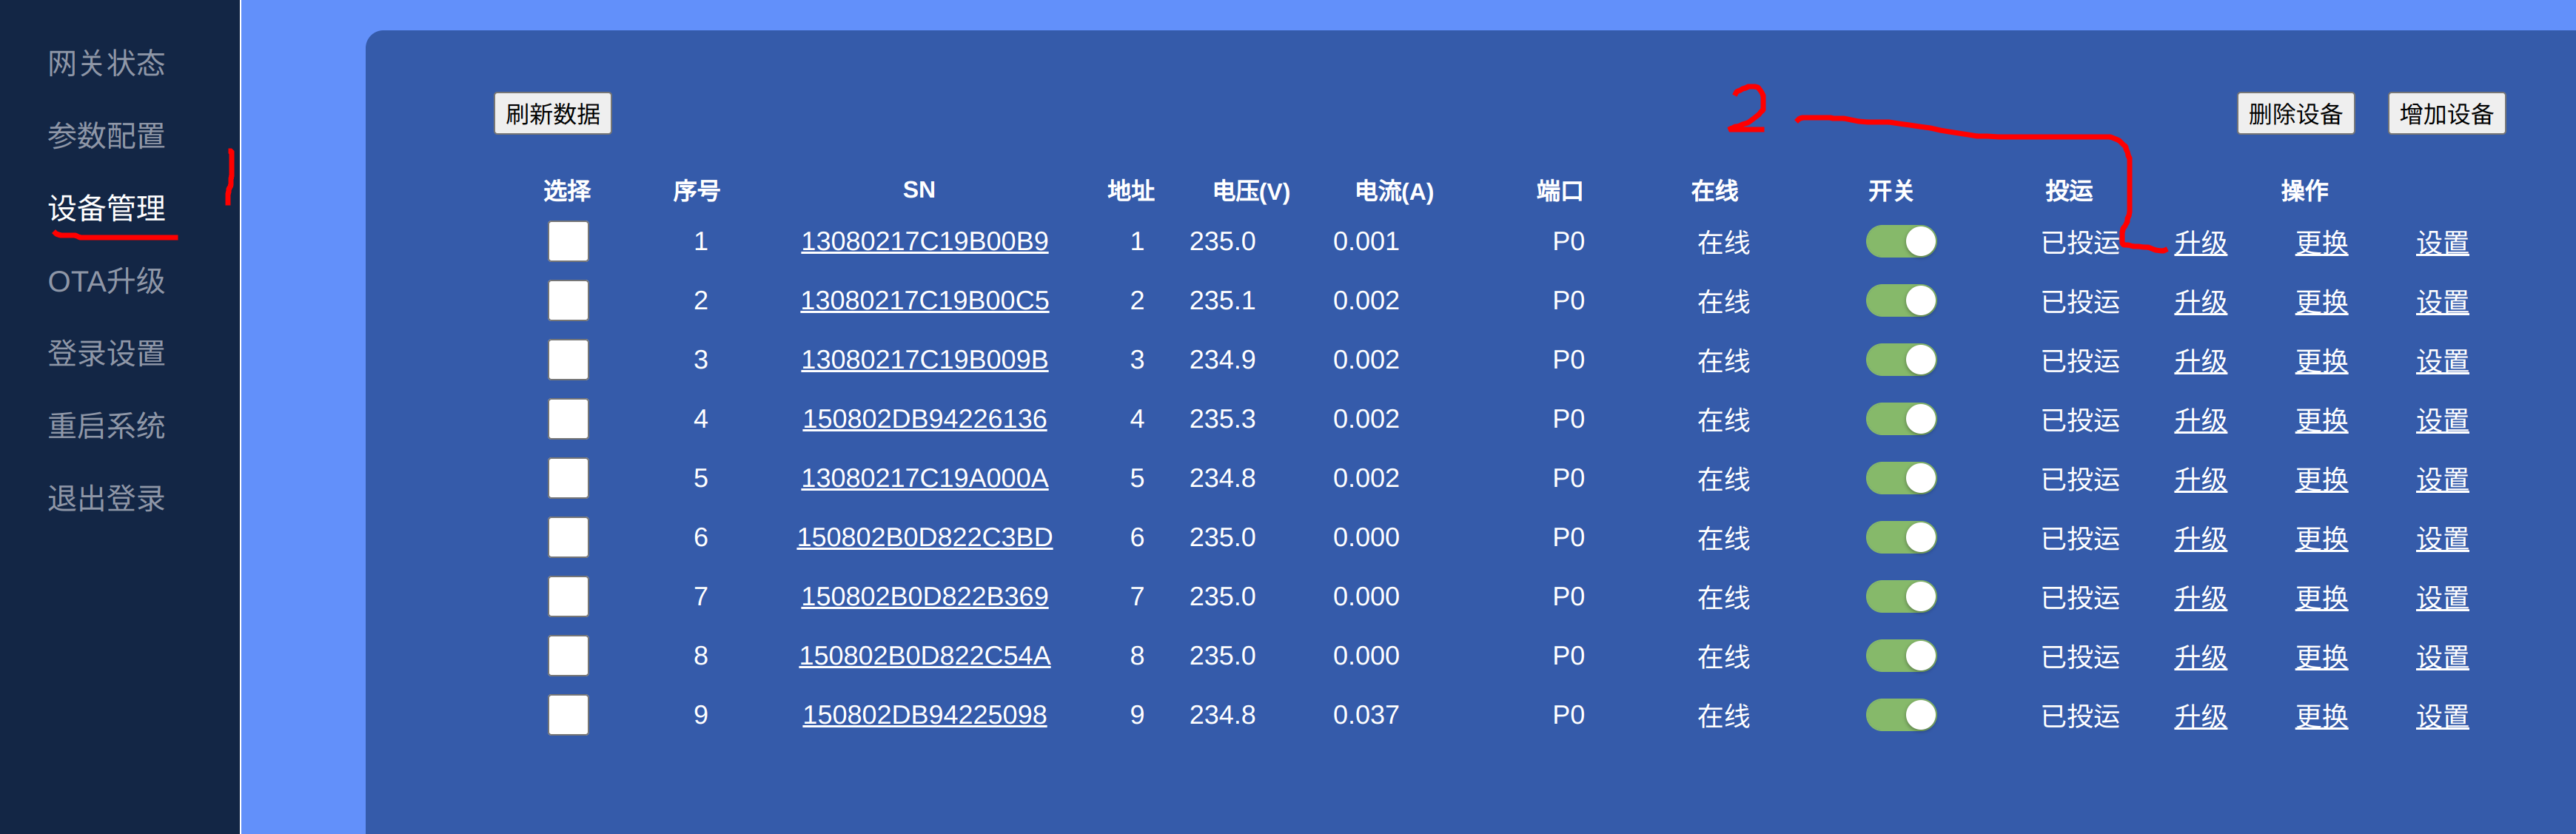 网关状态
参数配置
设备管理
OTA升级
登录设置
重启系统
退出登录
1
2
刷新数据 删除设备 增加设备
选择 序号 SN 地址 电压(V) 电流(A) 端口 在线 开关 投运 操作
1 13080217C19B00B9 1 235.0 0.001 P0 在线 已投运 升级 更换 设置
2 13080217C19B00C5 2 235.1 0.002 P0 在线 已投运 升级 更换 设置
3 13080217C19B009B 3 234.9 0.002 P0 在线 已投运 升级 更换 设置
4 150802DB94226136 4 235.3 0.002 P0 在线 已投运 升级 更换 设置
5 13080217C19A000A 5 234.8 0.002 P0 在线 已投运 升级 更换 设置
6 150802B0D822C3BD 6 235.0 0.000 P0 在线 已投运 升级 更换 设置
7 150802B0D822B369 7 235.0 0.000 P0 在线 已投运 升级 更换 设置
8 150802B0D822C54A 8 235.0 0.000 P0 在线 已投运 升级 更换 设置
9 150802DB94225098 9 234.8 0.037 P0 在线 已投运 升级 更换 设置